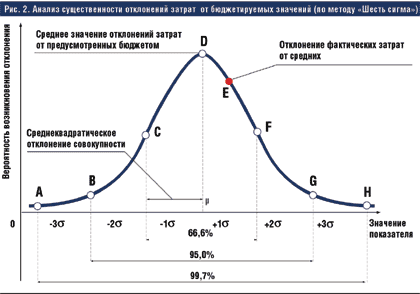 Рис. 2. Анализ существенности отклонений затрат от бюджетируемых значений (по методу «Шесть сигма»)
Вероятность возникновения отклонения
Среднее значение отклонений затрат
от предусмотренных бюджетом
D
Отклонение фактических затрат
от средних
E
Среднеквадратическое
отклонение совокупности
C
F
μ
A
B
G
H
0
-3σ
-2σ
-1σ
+1σ
+2σ
+3σ
Значение
показателя
66,6%
95,0%
99,7%